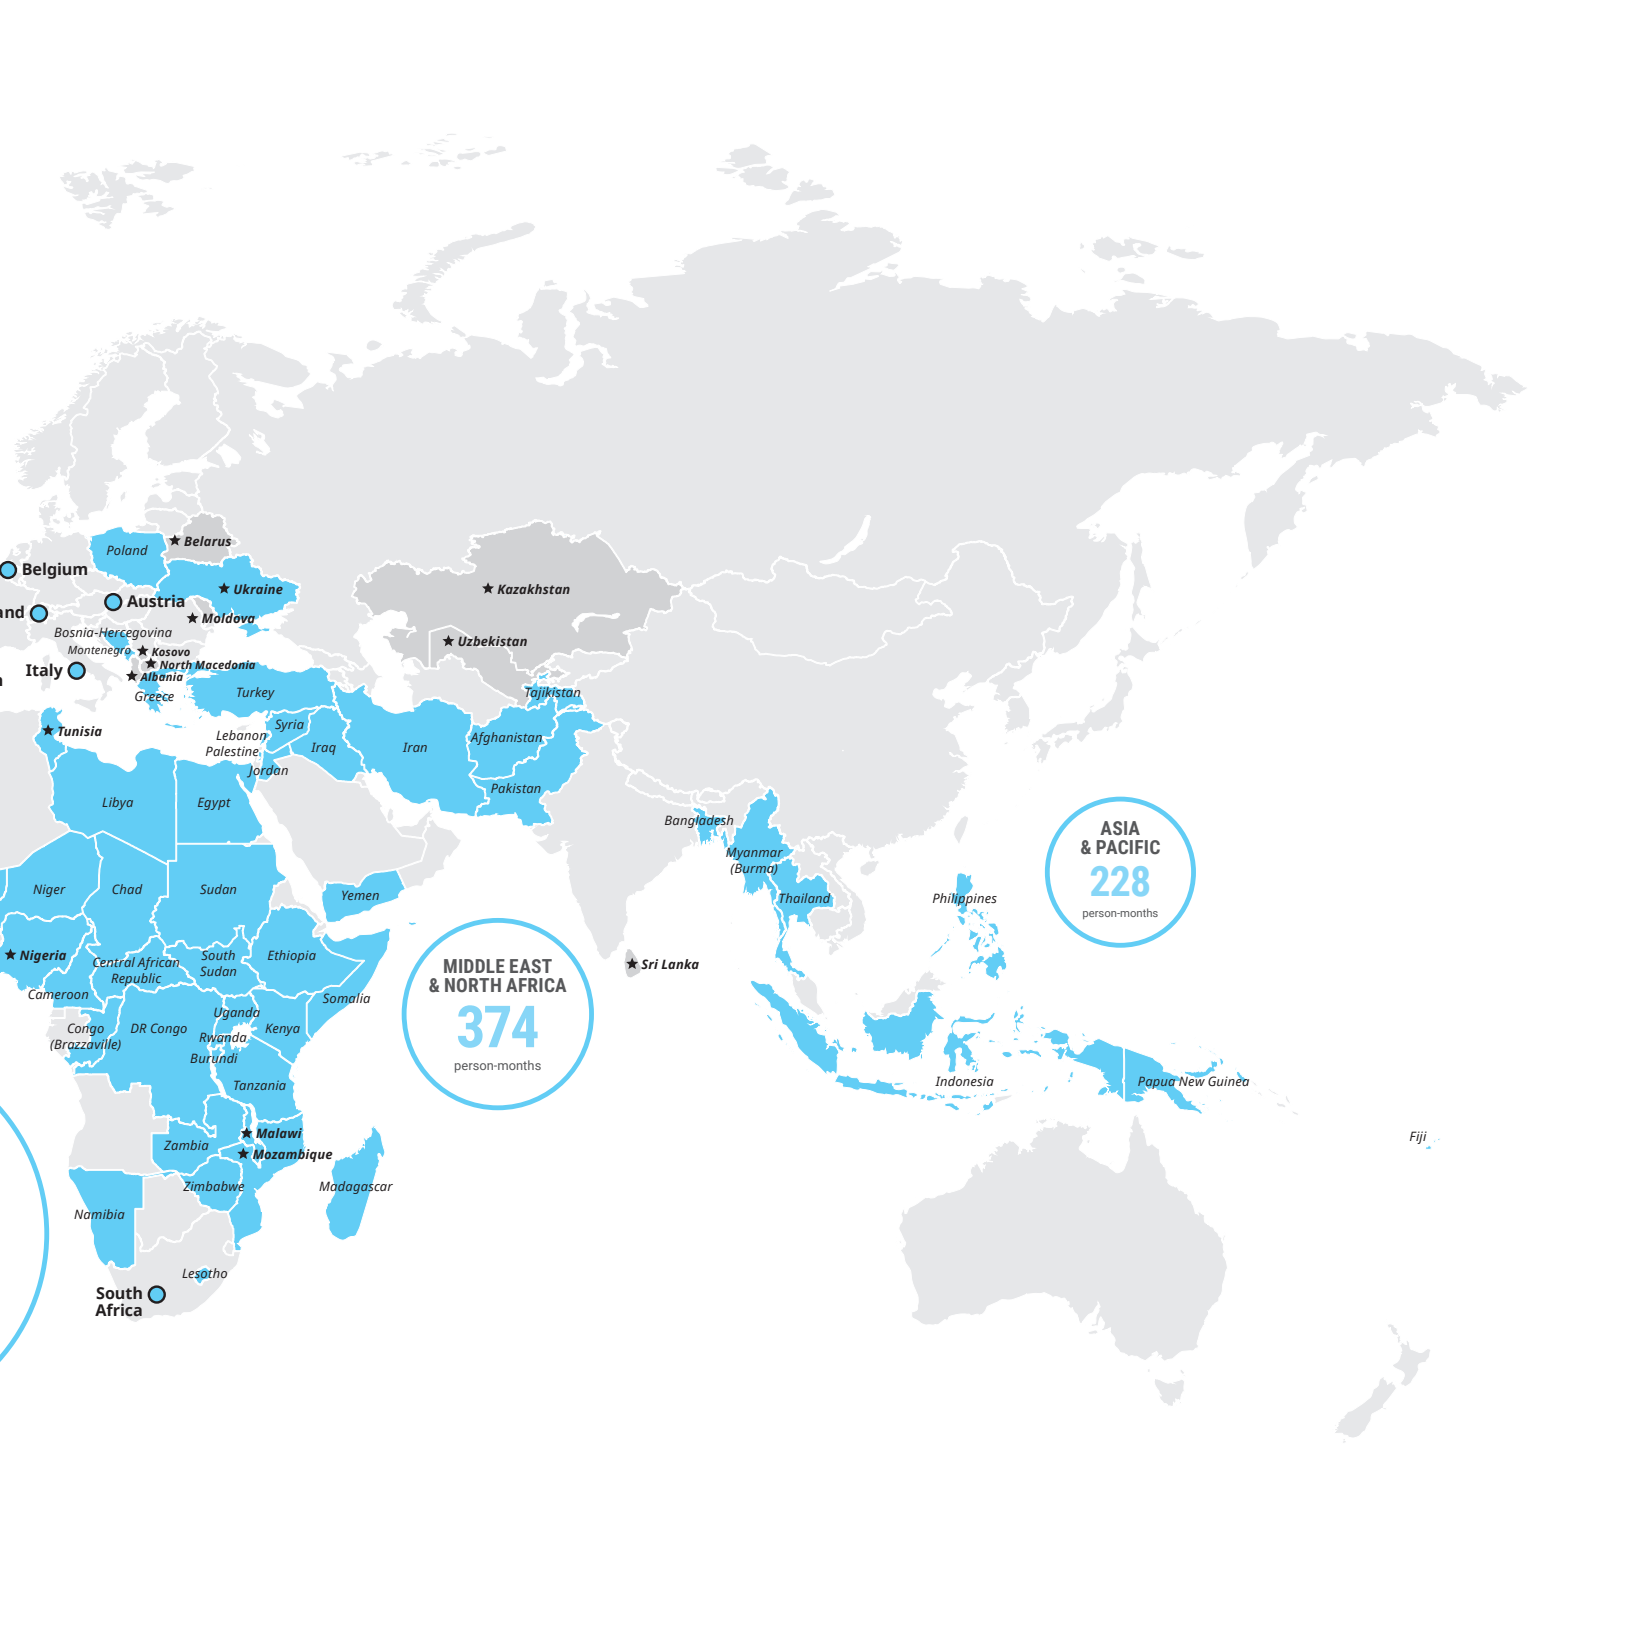 Poland
Belarus
Belgium
Ukraine
Kazakhstan
Austria
and
Moldova
Bosnia-Hercegovina
Uzbekistan
Montenegro
Kosovo
North Macedonia
Italy
Albania
Greece
Turkey
Tajikistan
Syria
Tunisia
Lebanon
Palestine
Iraq
Iran
Afghanistan
Jordan
Pakistan
Libya
Egypt
Bangladesh
ASIA
& PACIFIC
228
person-months
Myanmar
(Burma)
Niger
Chad
Sudan
Yemen
Thailand
Philippines
Nigeria
Central African
Republic
South
Sudan
Ethiopia
Sri Lanka
MIDDLE EAST
& NORTH AFRICA
374
person-months
Cameroon
Somalia
Uganda
Congo
(Brazzaville)
DR Congo
Kenya
Rwanda
Burundi
Tanzania
Indonesia
Papua New Guinea
Malawi
Fiji
Zambia
Mozambique
Zimbabwe
Madagascar
Namibia
Lesotho
South
Africa